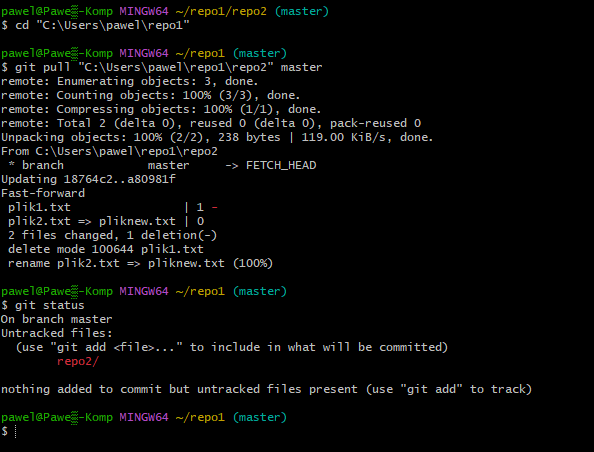 pawel@Pawe▒-Komp MINGW64 ~/repo1/repo2 (master)
$ cd "C:\Users\pawel\repo1"

pawel@Pawe▒-Komp MINGW64 ~/repo1 (master)
$ git pull "C:\Users\pawel\repo1\repo2" master
remote: Enumerating objects: 3, done.
remote: Counting objects: 100% (3/3), done.
remote: Compressing objects: 100% (1/1), done.
remote: Total 2 (delta 0), reused 0 (delta 0), pack-reused 0
Unpacking objects: 100% (2/2), 238 bytes | 119.00 KiB/s, done.
From C:\Users\pawel\repo1\repo2
 * branch            master     -> FETCH_HEAD
Updating 18764c2..a80981f
Fast-forward
 plik1.txt                 | 1 -
 plik2.txt => pliknew.txt | 0
 2 files changed, 1 deletion(-)
 delete mode 100644 plik1.txt
 rename plik2.txt => pliknew.txt (100%)

pawel@Pawe▒-Komp MINGW64 ~/repo1 (master)
$ git status
On branch master
Untracked files:
  (use "git add <file>..." to include in what will be committed)
        repo2/

nothing added to commit but untracked files present (use "git add" to track)

pawel@Pawe▒-Komp MINGW64 ~/repo1 (master)
$